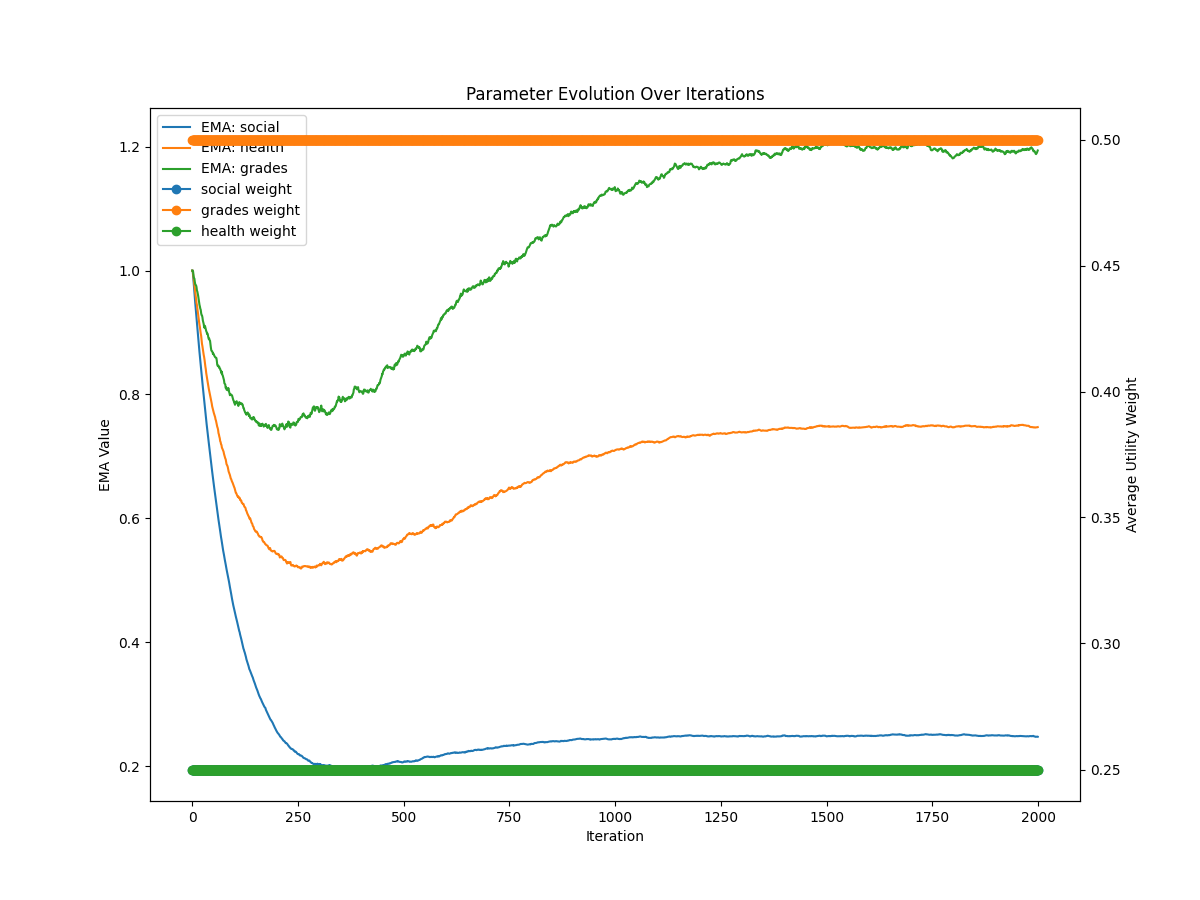 Parameter Evolution Over Iterations
EMA: social
EMA: health
EMA: grades
social weight
grades weight
health weight
1.2
1.0
0.8
0.6
0.4
0.2
EMA Value
0.50
0.45
0.40
0.35
0.30
0.25
Average Utility Weight
0 250 500 750 1000 1250 1500 1750 2000
Iteration